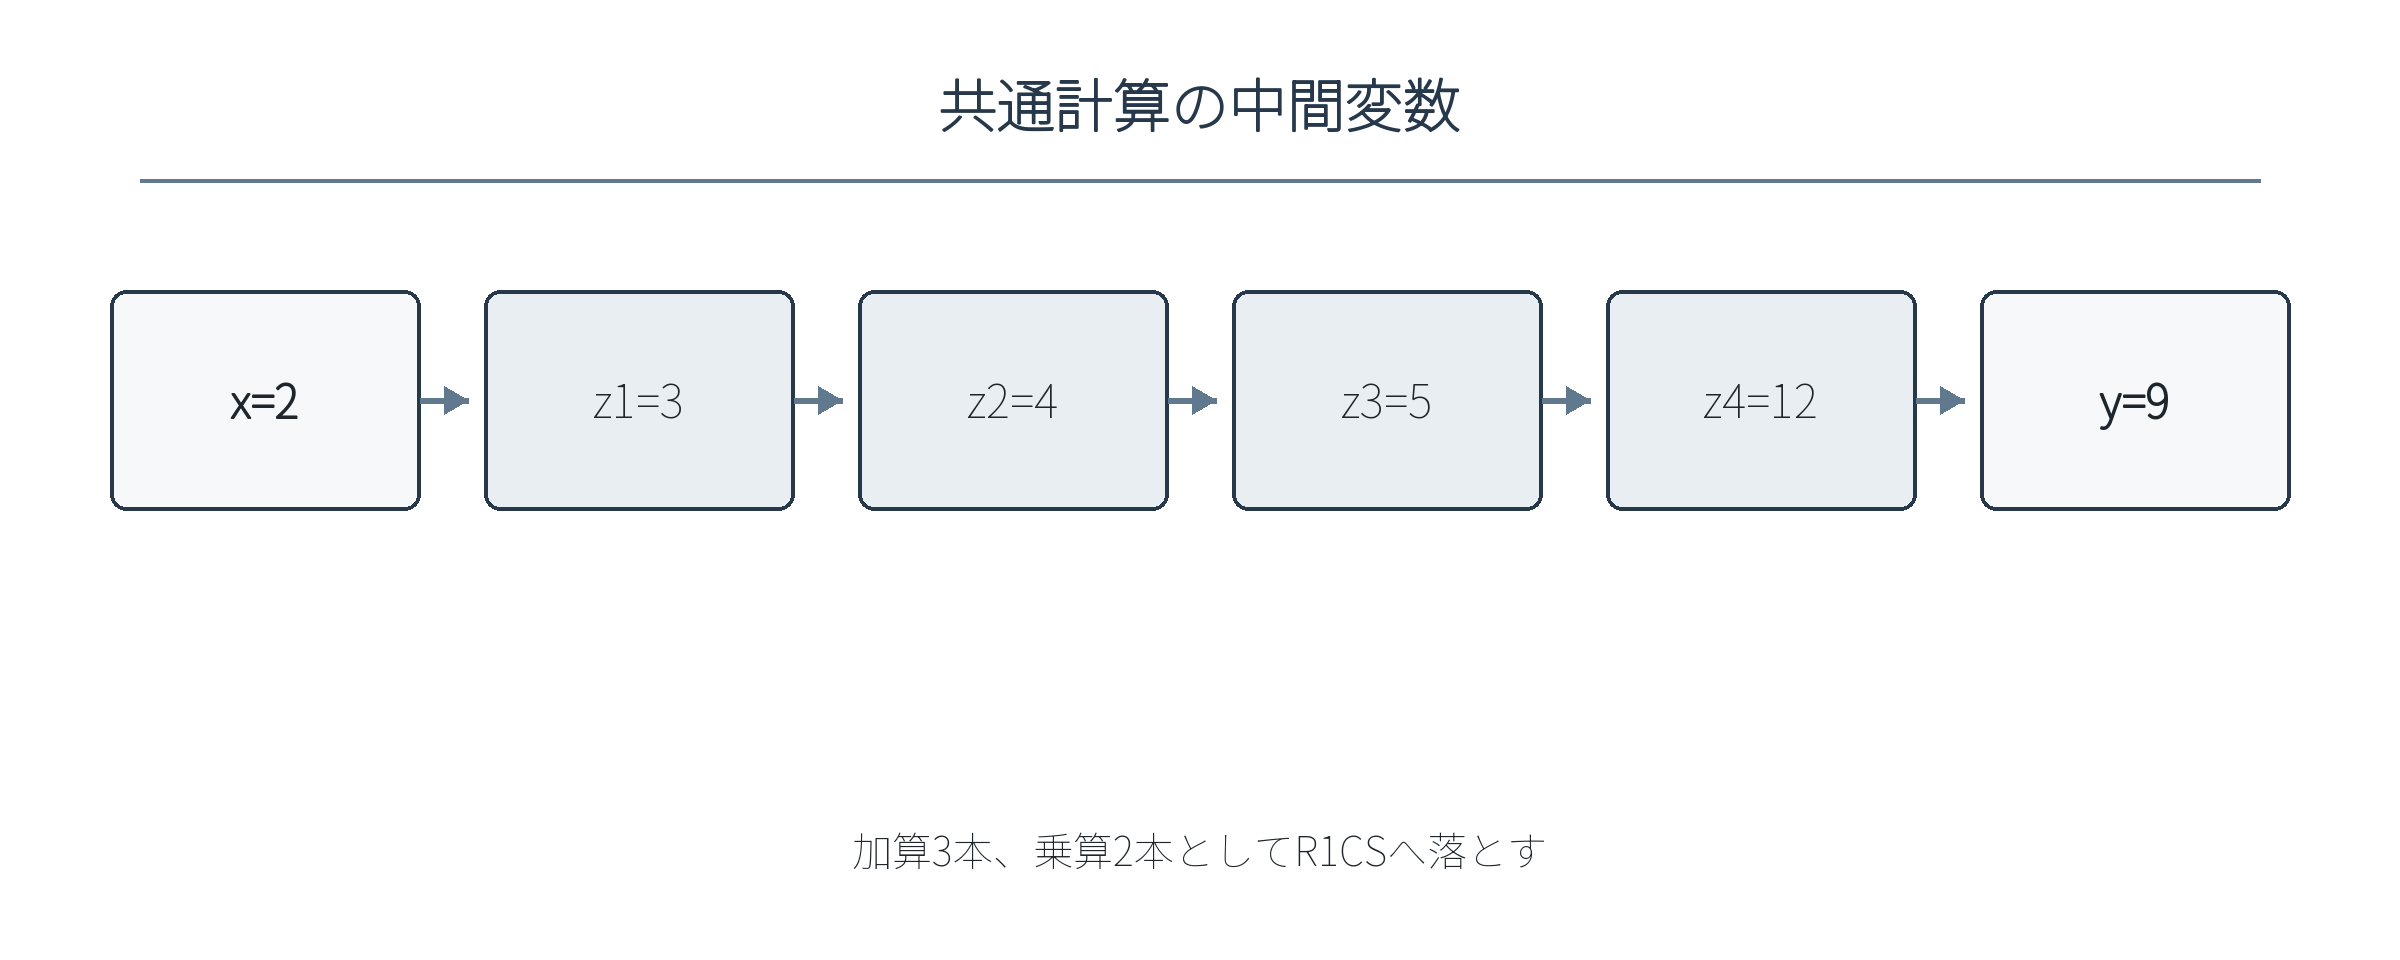 共通計算の中間変数
x=2
z1=3
z2=4
z3=5
z4=12
y=9
加算3本、乗算2本としてR1CSへ落とす